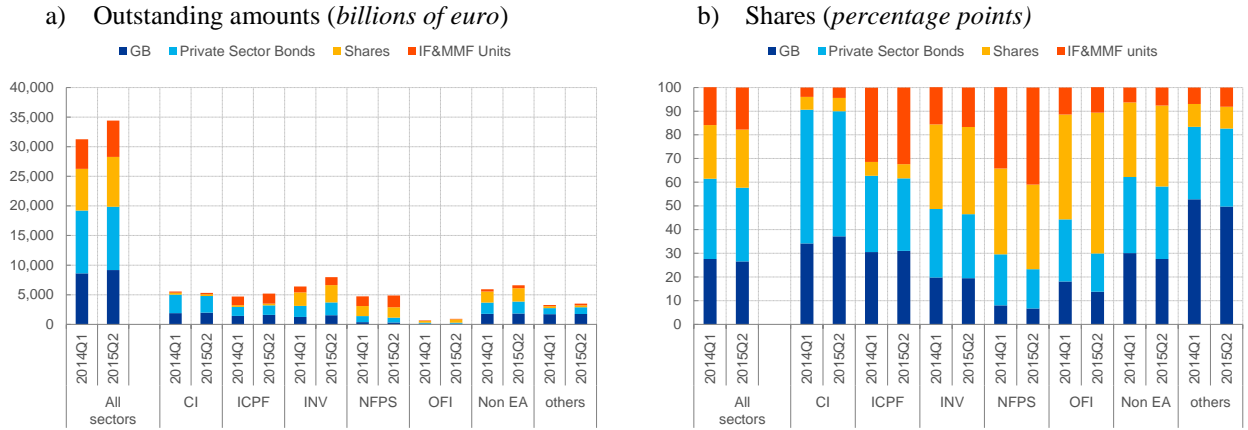 a) Outstanding amounts (billions of euro)
GB Private Sector Bonds Shares IF&MMF Units
40,000
35,000
30,000
25,000
20,000
15,000
10,000
5,000
0
2014Q1 2015Q2 2014Q1 2015Q2 2014Q1 2015Q2 2014Q1 2015Q2 2014Q1 2015Q2 2014Q1 2015Q2 2014Q1 2015Q2 2014Q1 2015Q2
All sectors CI ICPF INV NFPS OFI Non EA others
b) Shares (percentage points)
GB Private Sector Bonds Shares IF&MMF units
100
90
80
70
60
50
40
30
20
10
0
2014Q1 2015Q2 2014Q1 2015Q2 2014Q1 2015Q2 2014Q1 2015Q2 2014Q1 2015Q2 2014Q1 2015Q2 2014Q1 2015Q2 2014Q1 2015Q2
All sectors CI ICPF INV NFPS OFI Non EA others